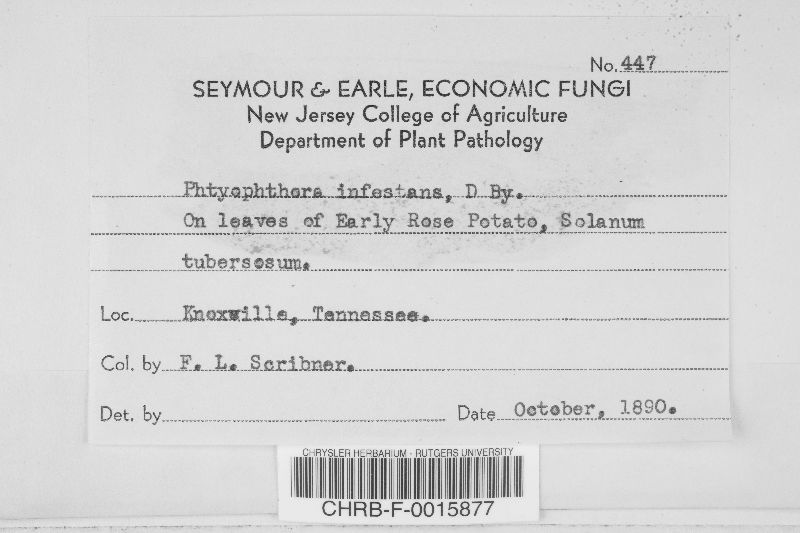 No. 447
SEYMOUR & EARLE, ECONOMIC FUNGI
New Jersey College of Agriculture
Department of Plant Pathology
Phtyophthora infestans, D By.
On leaves of Early Rose Potato, Solanum
tubersosum.
Loc. Knoxwille, Tennessee.
Col. by F. L. Scribner.
Det. by
Date October, 1890.
CHRYSLER HERBARIUM - RUTGERS UNIVERSITY
CHRB-F-0015877